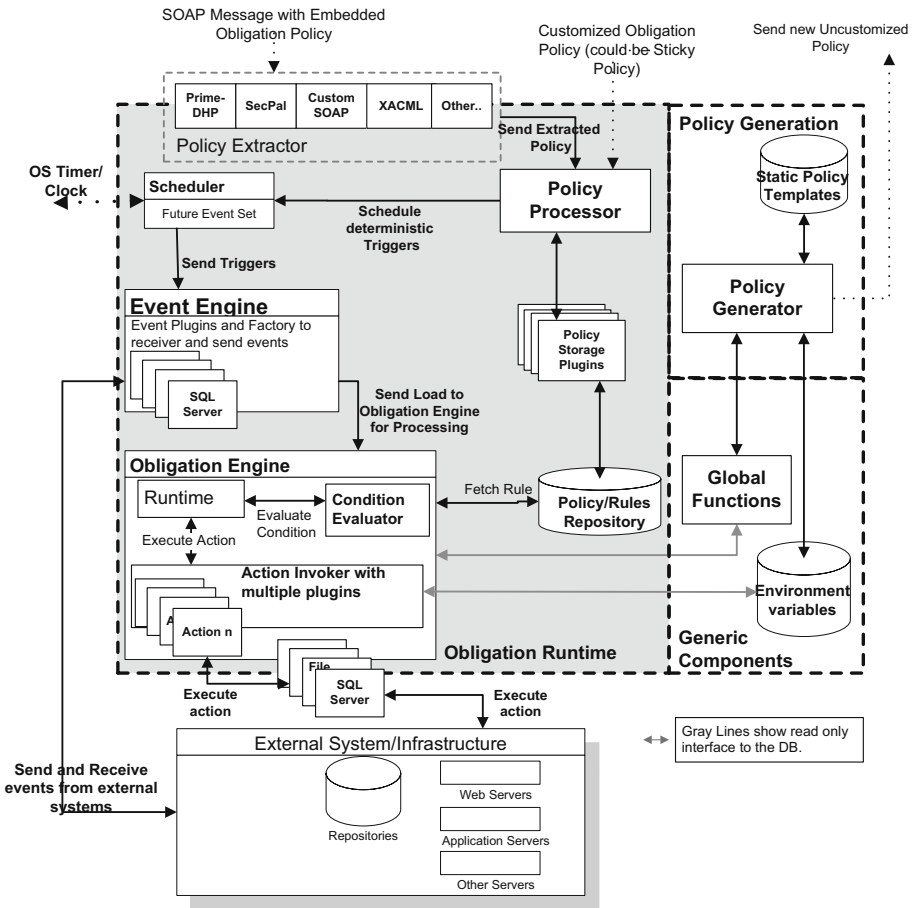 SOAP Message with Embedded
Obligation Policy
Customized Obligation
Policy (could be Sticky
Policy)
Send new Uncustomized
Policy
Prime-
DHP
SecPal
Custom
SOAP
XACML
Other..
Policy Extractor
Send Extracted
Policy
Policy Generation
Static Policy
Templates
OS Timer/
Clock
Scheduler
Future Event Set
Schedule
deterministic
Triggers
Policy
Processor
Send Triggers
Policy
Generator
Event Engine
Event Plugins and Factory to
receiver and send events
SQL
Server
Policy
Storage
Plugins
Send Load to
Obligation Engine
for Processing
Obligation Engine
Runtime
Evaluate
Condition
Condition
Evaluator
Fetch Rule
Policy/Rules
Repository
Global
Functions
Execute Action
Action Invoker with
multiple plugins
A
Action n
Environment
variables
Obligation Runtime
Generic
Components
File
SQL
Server
Execute
action
Execute
action
Gray Lines show read only
interface to the DB.
External System/Infrastructure
Send and Receive
events from external
systems
Repositories
Web Servers
Application Servers
Other Servers